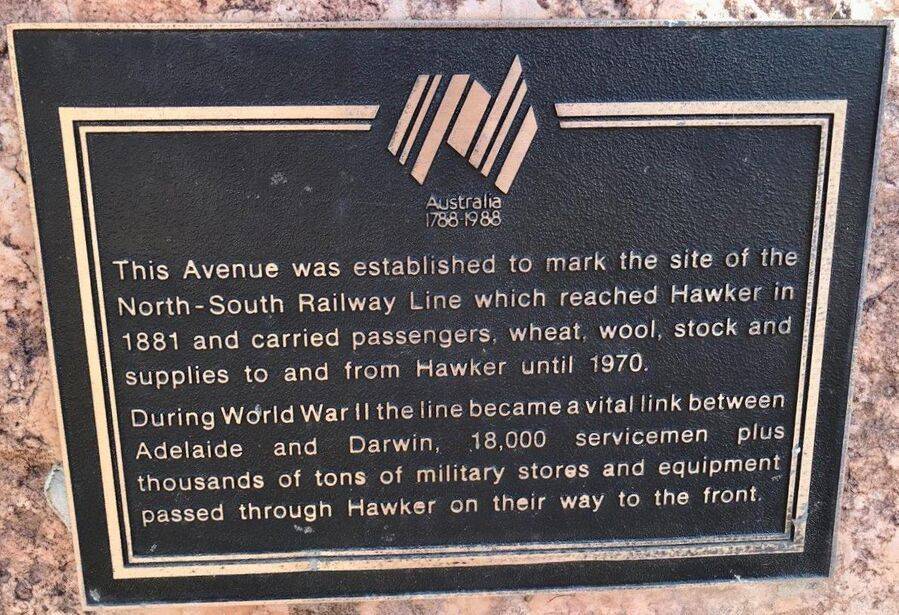 Australia
1788-1988
This Avenue was established to mark the site of the
North-South Railway Line which reached Hawker in
1881 and carried passengers, wheat, wool, stock and
supplies to and from Hawker until 1970.
During World War II the line became a vital link between
Adelaide and Darwin, 18,000 servicemen plus
thousands of tons of military stores and equipment
passed through Hawker on their way to the front.